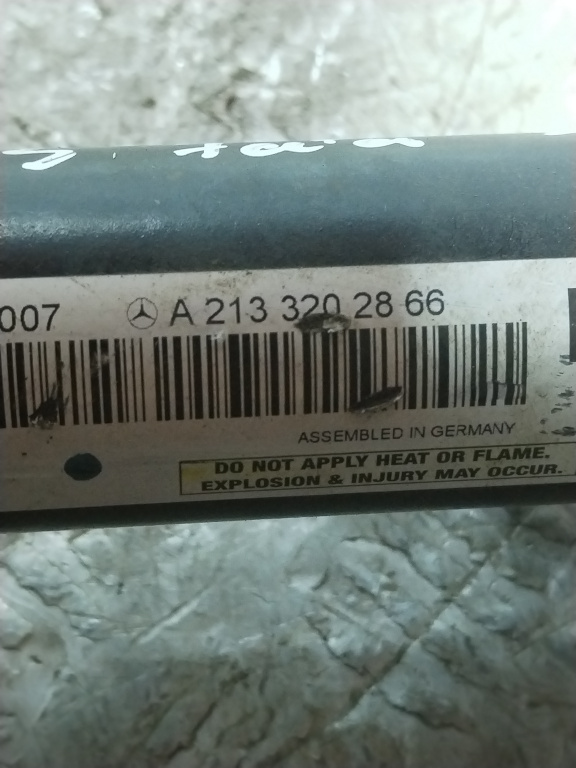 007 A 213 320 28 66
ASSEMBLED IN GERMANY
DO NOT APPLY HEAT OR FLAME.
EXPLOSION & INJURY MAY OCCUR.